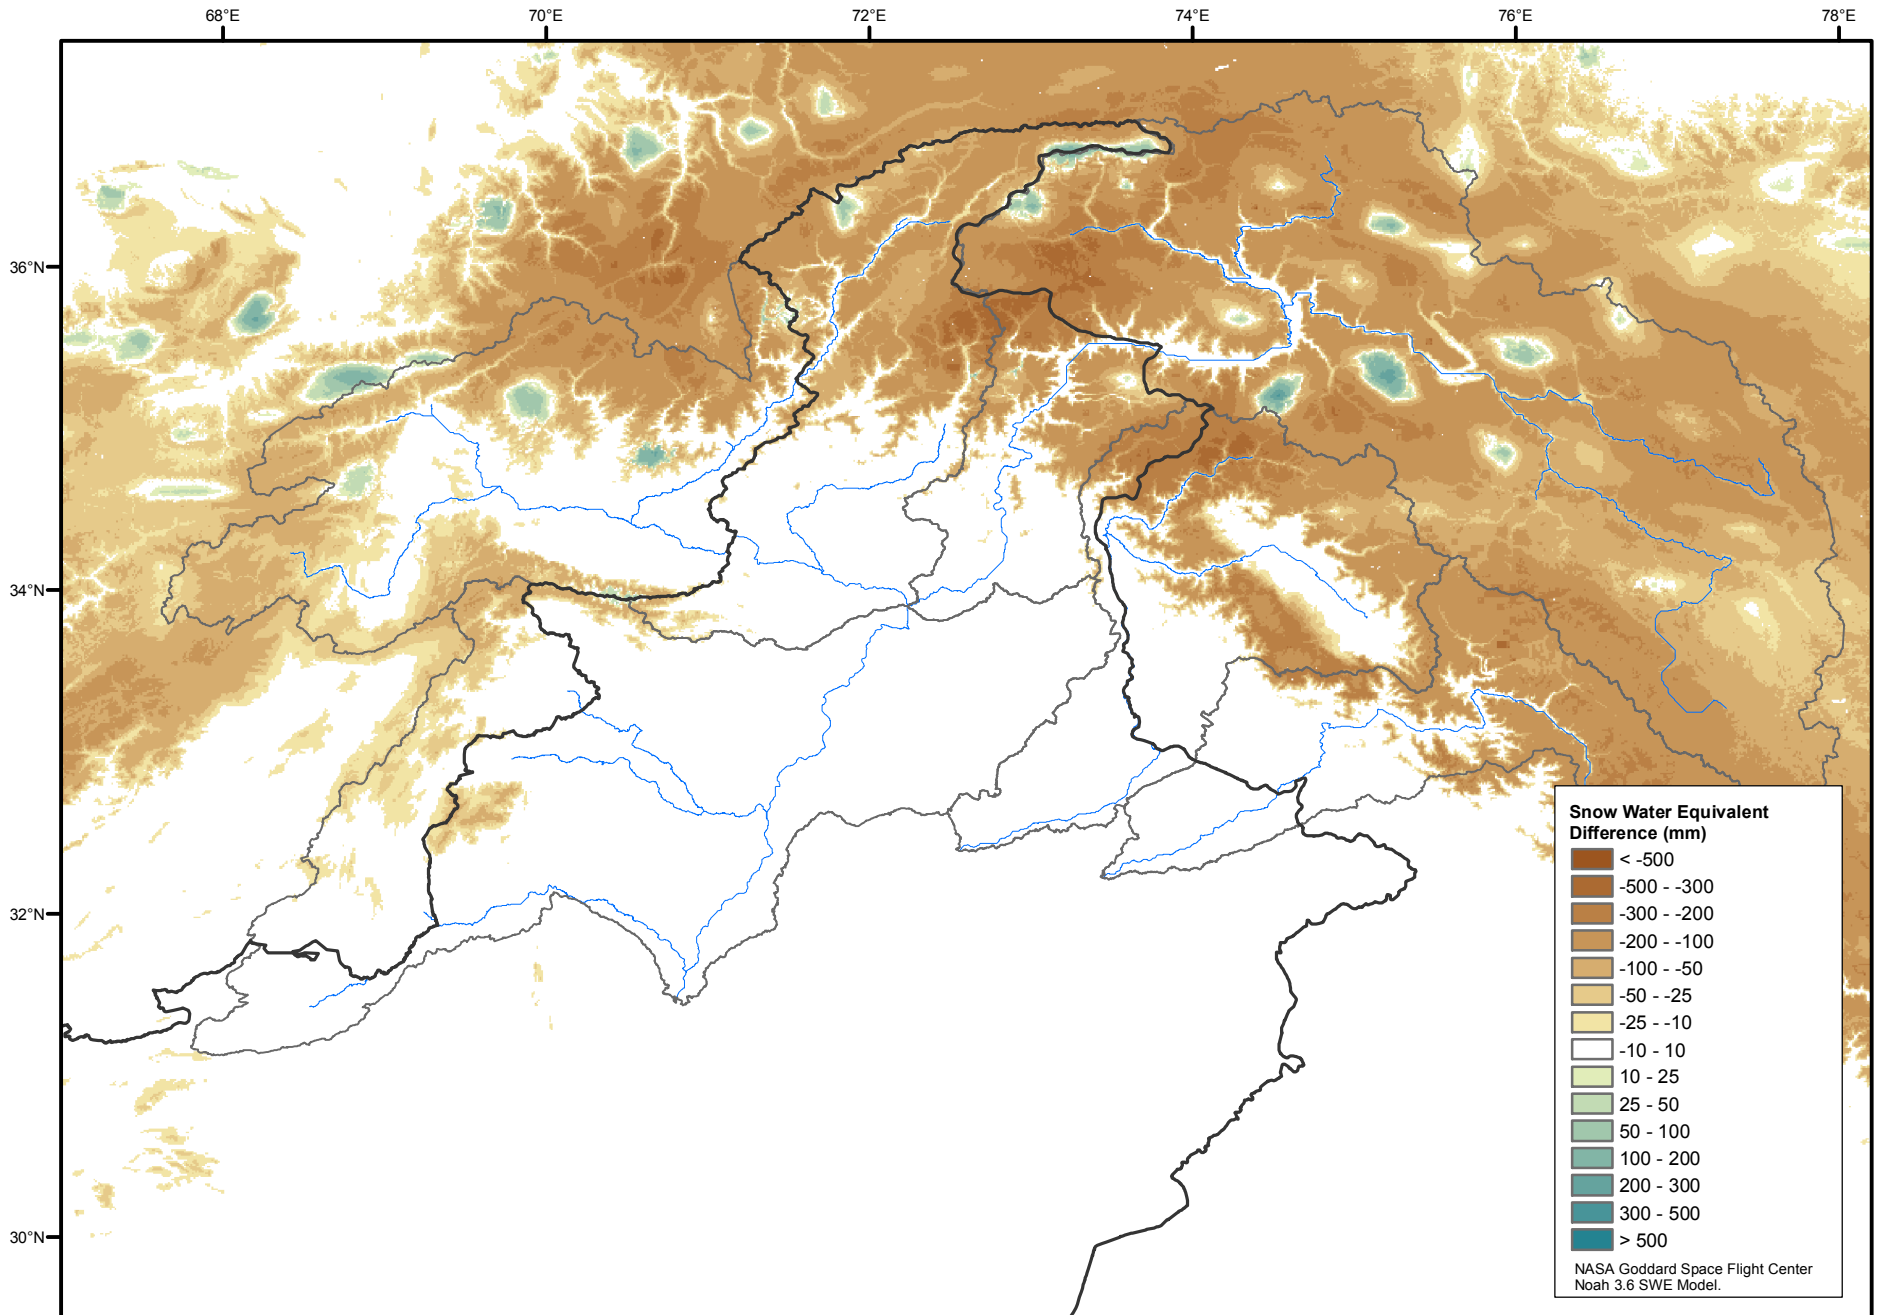 68°E 70°E 72°E 74°E 76°E 78°E
36°N
34°N
32°N
30°N
Snow Water Equivalent
Difference (mm)
< -500
-500 - -300
-300 - -200
-200 - -100
-100 - -50
-50 - -25
-25 - -10
-10 - 10
10 - 25
25 - 50
50 - 100
100 - 200
200 - 300
300 - 500
> 500
NASA Goddard Space Flight Center
Noah 3.6 SWE Model.